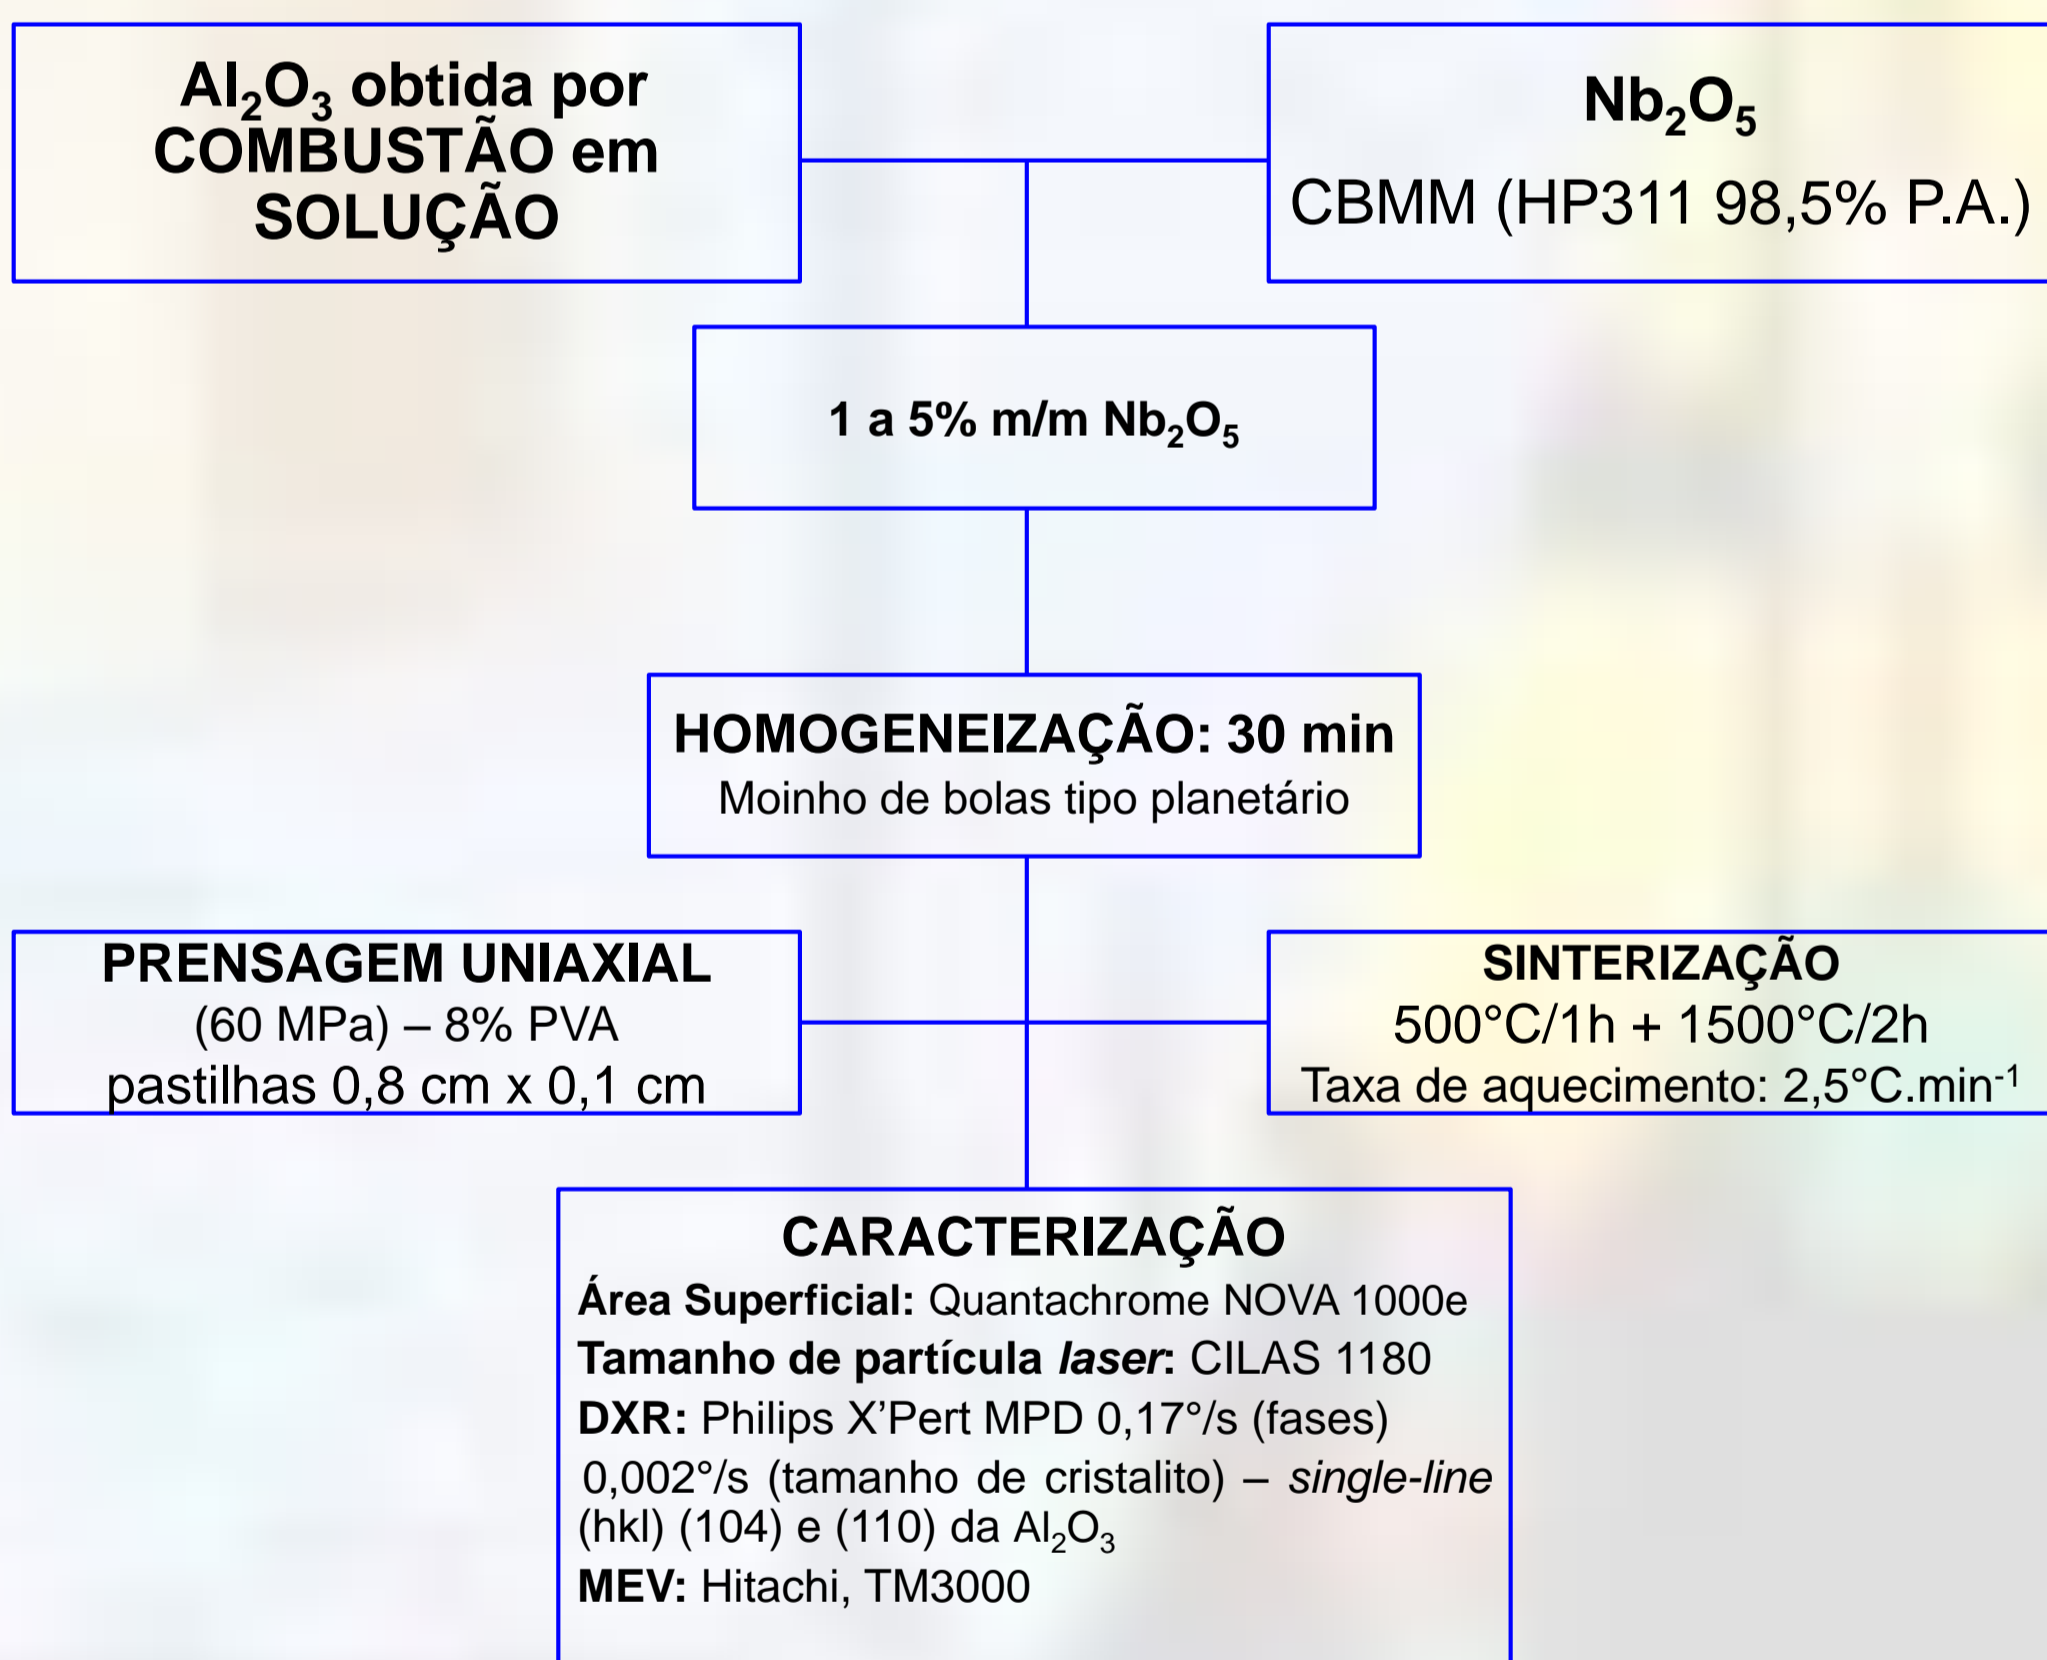 Al₂O₃ obtida por
COMBUSTÃO em
SOLUÇÃO
Nb₂O₅
CBMM (HP311 98,5% P.A.)
1 a 5% m/m Nb₂O₅
HOMOGENEIZAÇÃO: 30 min
Moinho de bolas tipo planetário
PRENSAGEM UNIAXIAL
(60 MPa) – 8% PVA
pastilhas 0,8 cm x 0,1 cm
SINTERIZAÇÃO
500°C/1h + 1500°C/2h
Taxa de aquecimento: 2,5°C.min⁻¹
CARACTERIZAÇÃO
Área Superficial: Quantachrome NOVA 1000e
Tamanho de partícula laser: CILAS 1180
DXR: Philips X’Pert MPD 0,17°/s (fases)
0,002°/s (tamanho de cristalito) – single-line
(hkl) (104) e (110) da Al₂O₃
MEV: Hitachi, TM3000